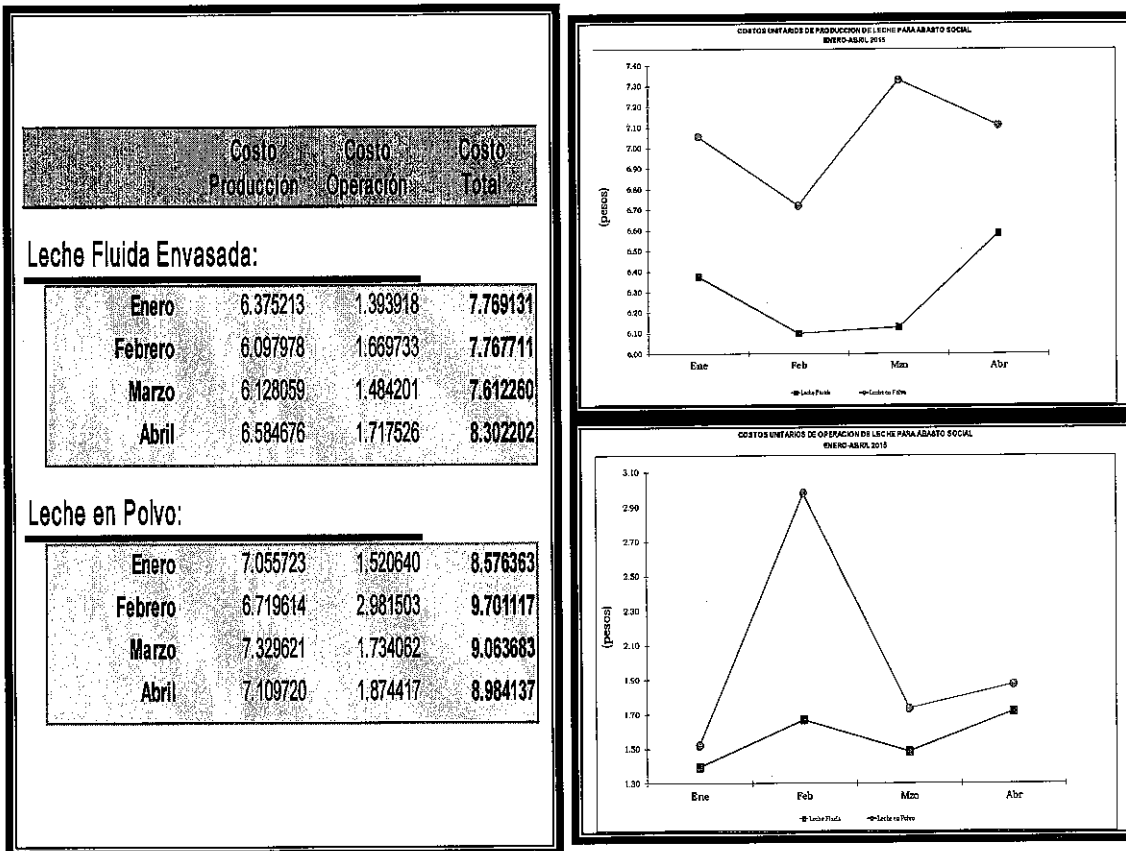 Costo Costo Costo
Producción Operación Total
Leche Fluida Envasada:
Enero 6.375213 1.393918 7.769131
Febrero 6.097978 1.669733 7.767711
Marzo 6.128059 1.484201 7.612260
Abril 6.584676 1.717526 8.302202
Leche en Polvo:
Enero 7.055723 1.520640 8.576363
Febrero 6.719614 2.981503 9.701117
Marzo 7.329621 1.734062 9.063683
Abril 7.109720 1.874417 8.984137
COSTOS UNITARIOS DE PRODUCCION DE LECHE PARA ABASTO SOCIAL
ENERO-ABRIL 2015
7.40
7.30
7.20
7.10
7.00
6.90
6.80
6.70
6.60
6.50
6.40
6.30
6.20
6.10
6.00
(pesos)
Ene Feb Mzo Abr
Leche Fluida Leche en Polvo
COSTOS UNITARIOS DE OPERACION DE LECHE PARA ABASTO SOCIAL
ENERO-ABRIL 2015
3.10
2.90
2.70
2.50
2.30
2.10
1.90
1.70
1.50
1.30
(pesos)
Ene Feb Mzo Abr
Leche Fluida Leche en Polvo